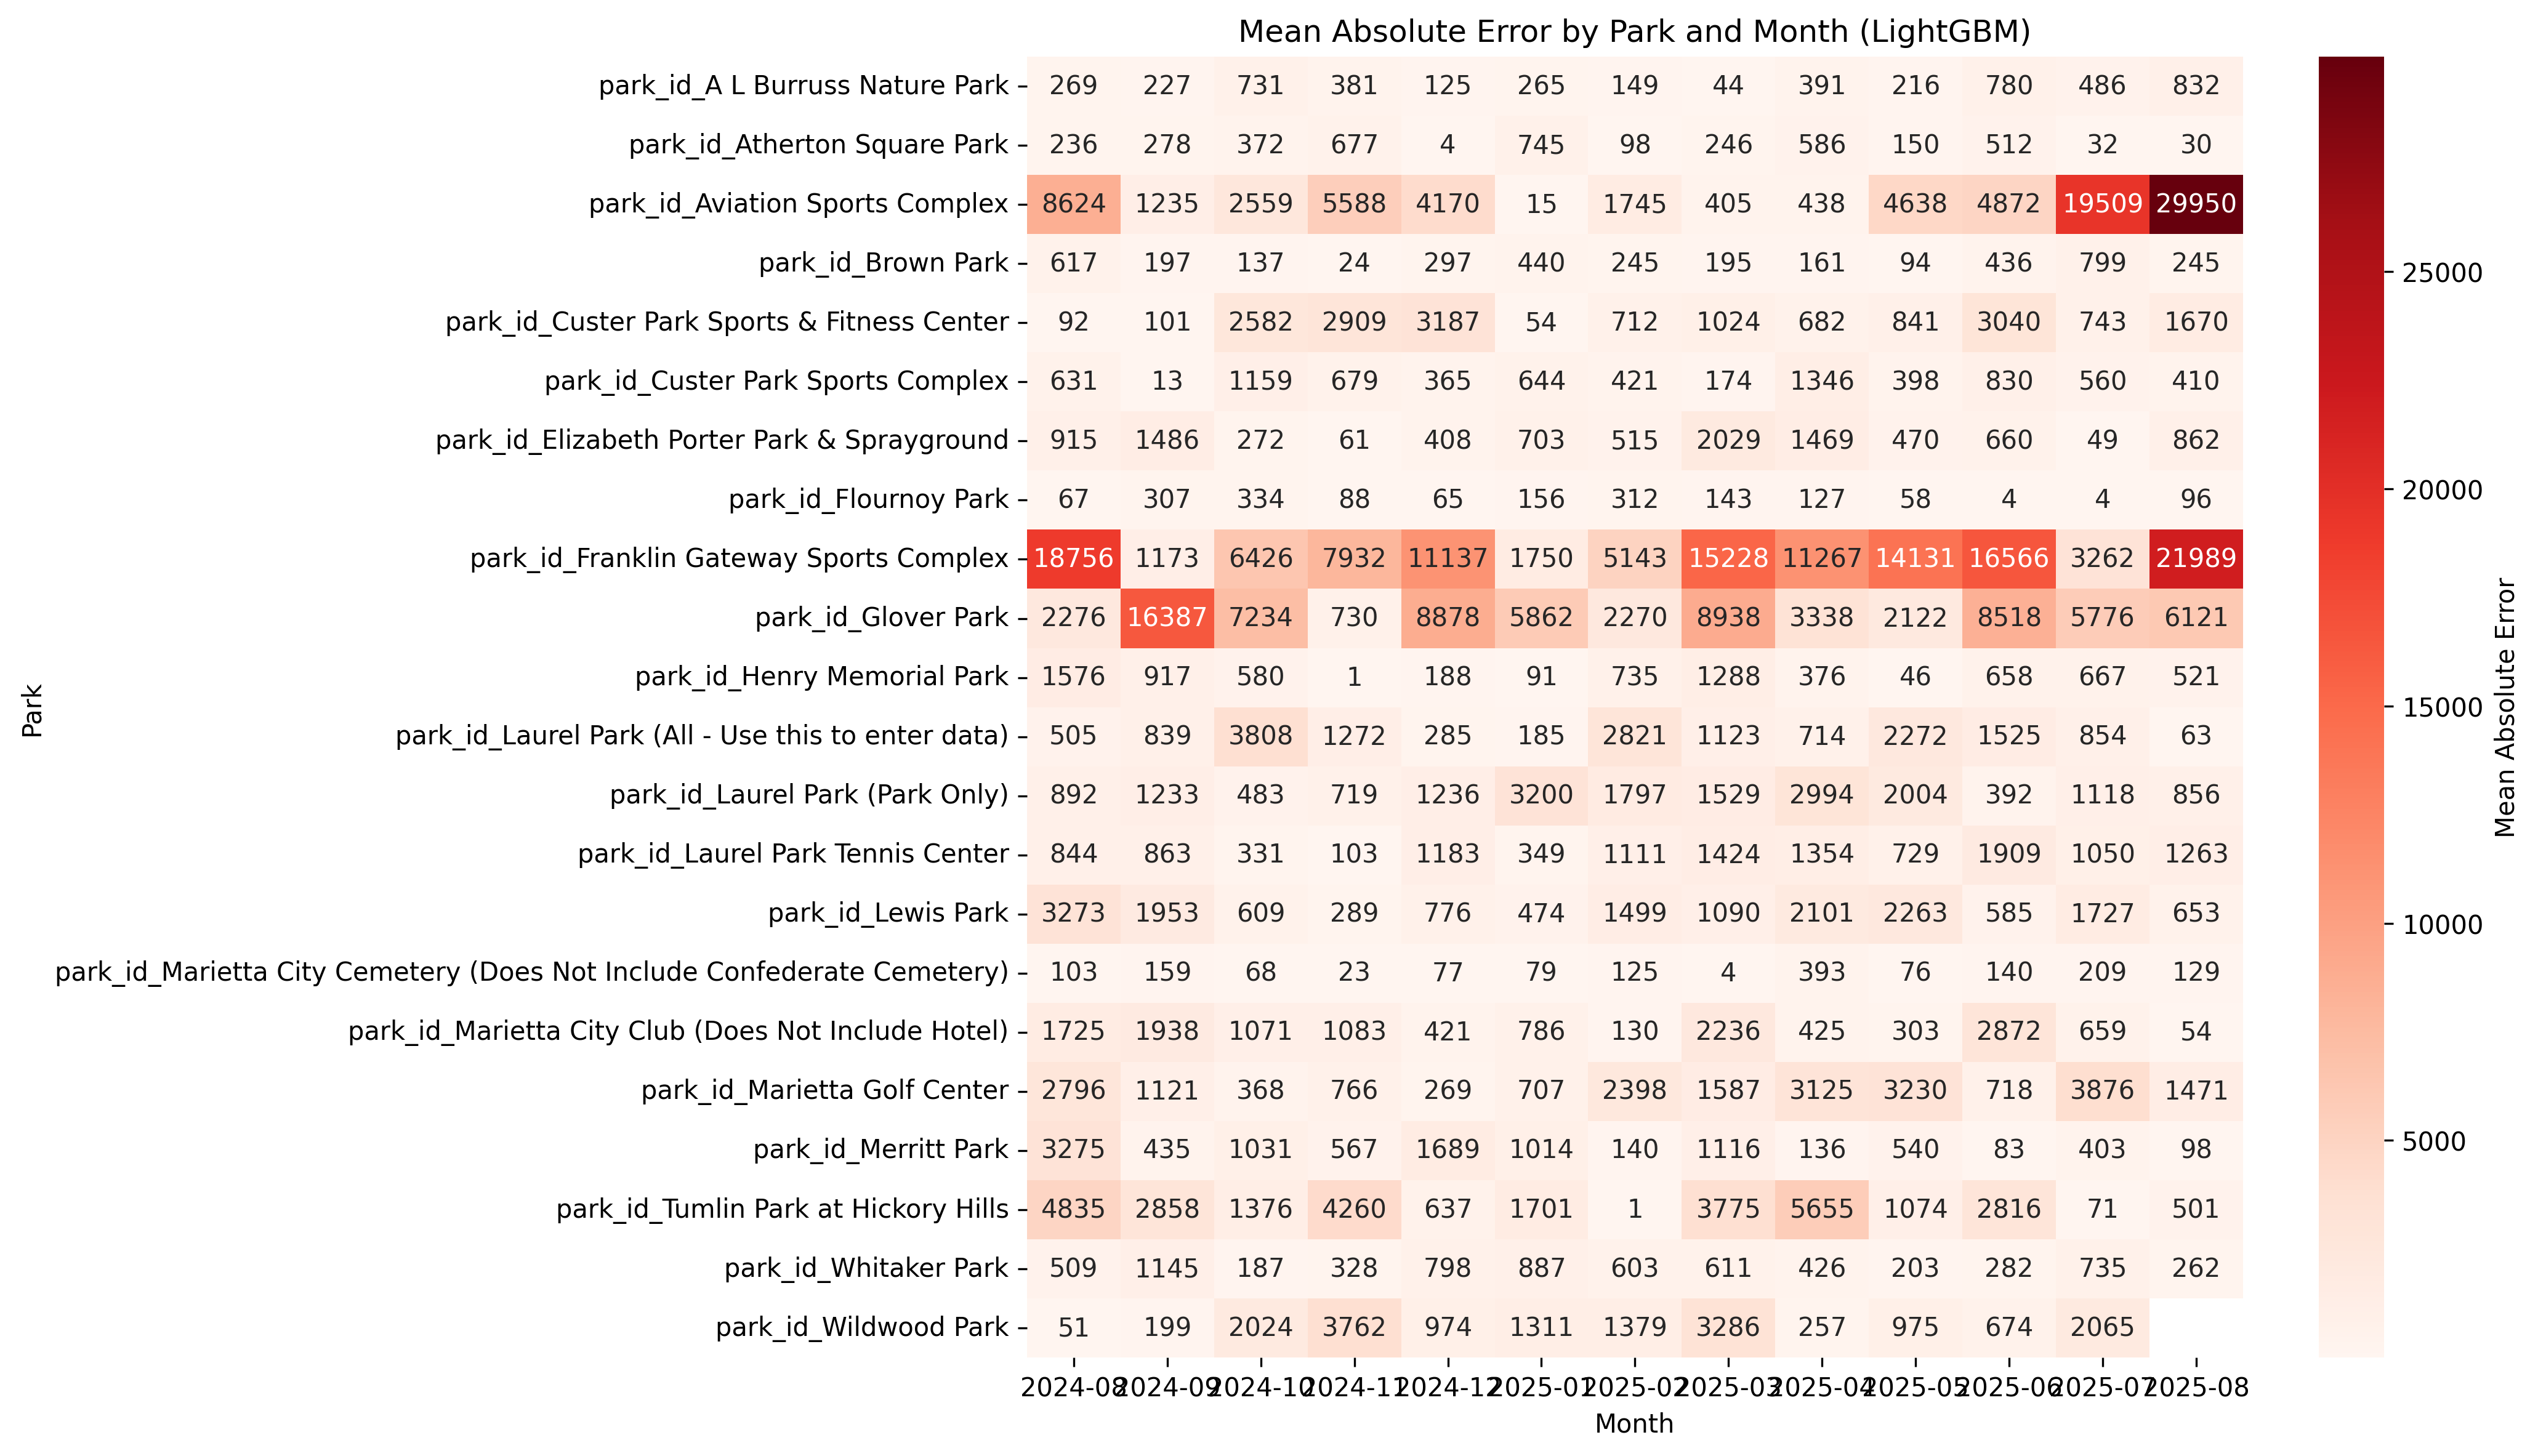 Mean Absolute Error by Park and Month (LightGBM)
park_id_A L Burruss Nature Park 269 227 731 381 125 265 149 44 391 216 780 486 832
park_id_Atherton Square Park 236 278 372 677 4 745 98 246 586 150 512 32 30
park_id_Aviation Sports Complex 8624 1235 2559 5588 4170 15 1745 405 438 4638 4872 19509 29950
park_id_Brown Park 617 197 137 24 297 440 245 195 161 94 436 799 245
25000
park_id_Custer Park Sports & Fitness Center 92 101 2582 2909 3187 54 712 1024 682 841 3040 743 1670
park_id_Custer Park Sports Complex 631 13 1159 679 365 644 421 174 1346 398 830 560 410
park_id_Elizabeth Porter Park & Sprayground 915 1486 272 61 408 703 515 2029 1469 470 660 49 862
park_id_Flournoy Park 67 307 334 88 65 156 312 143 127 58 4 4 96
20000
park_id_Franklin Gateway Sports Complex 18756 1173 6426 7932 11137 1750 5143 15228 11267 14131 16566 3262 21989
park_id_Glover Park 2276 16387 7234 730 8878 5862 2270 8938 3338 2122 8518 5776 6121
park_id_Henry Memorial Park 1576 917 580 1 188 91 735 1288 376 46 658 667 521
15000
Park
Mean Absolute Error
park_id_Laurel Park (All - Use this to enter data) 505 839 3808 1272 285 185 2821 1123 714 2272 1525 854 63
park_id_Laurel Park (Park Only) 892 1233 483 719 1236 3200 1797 1529 2994 2004 392 1118 856
park_id_Laurel Park Tennis Center 844 863 331 103 1183 349 1111 1424 1354 729 1909 1050 1263
park_id_Lewis Park 3273 1953 609 289 776 474 1499 1090 2101 2263 585 1727 653
10000
park_id_Marietta City Cemetery (Does Not Include Confederate Cemetery) 103 159 68 23 77 79 125 4 393 76 140 209 129
park_id_Marietta City Club (Does Not Include Hotel) 1725 1938 1071 1083 421 786 130 2236 425 303 2872 659 54
park_id_Marietta Golf Center 2796 1121 368 766 269 707 2398 1587 3125 3230 718 3876 1471
5000
park_id_Merritt Park 3275 435 1031 567 1689 1014 140 1116 136 540 83 403 98
park_id_Tumlin Park at Hickory Hills 4835 2858 1376 4260 637 1701 1 3775 5655 1074 2816 71 501
park_id_Whitaker Park 509 1145 187 328 798 887 603 611 426 203 282 735 262
park_id_Wildwood Park 51 199 2024 3762 974 1311 1379 3286 257 975 674 2065
2024-08 2024-09 2024-10 2024-11 2024-12 2025-01 2025-02 2025-03 2025-04 2025-05 2025-06 2025-07 2025-08
Month